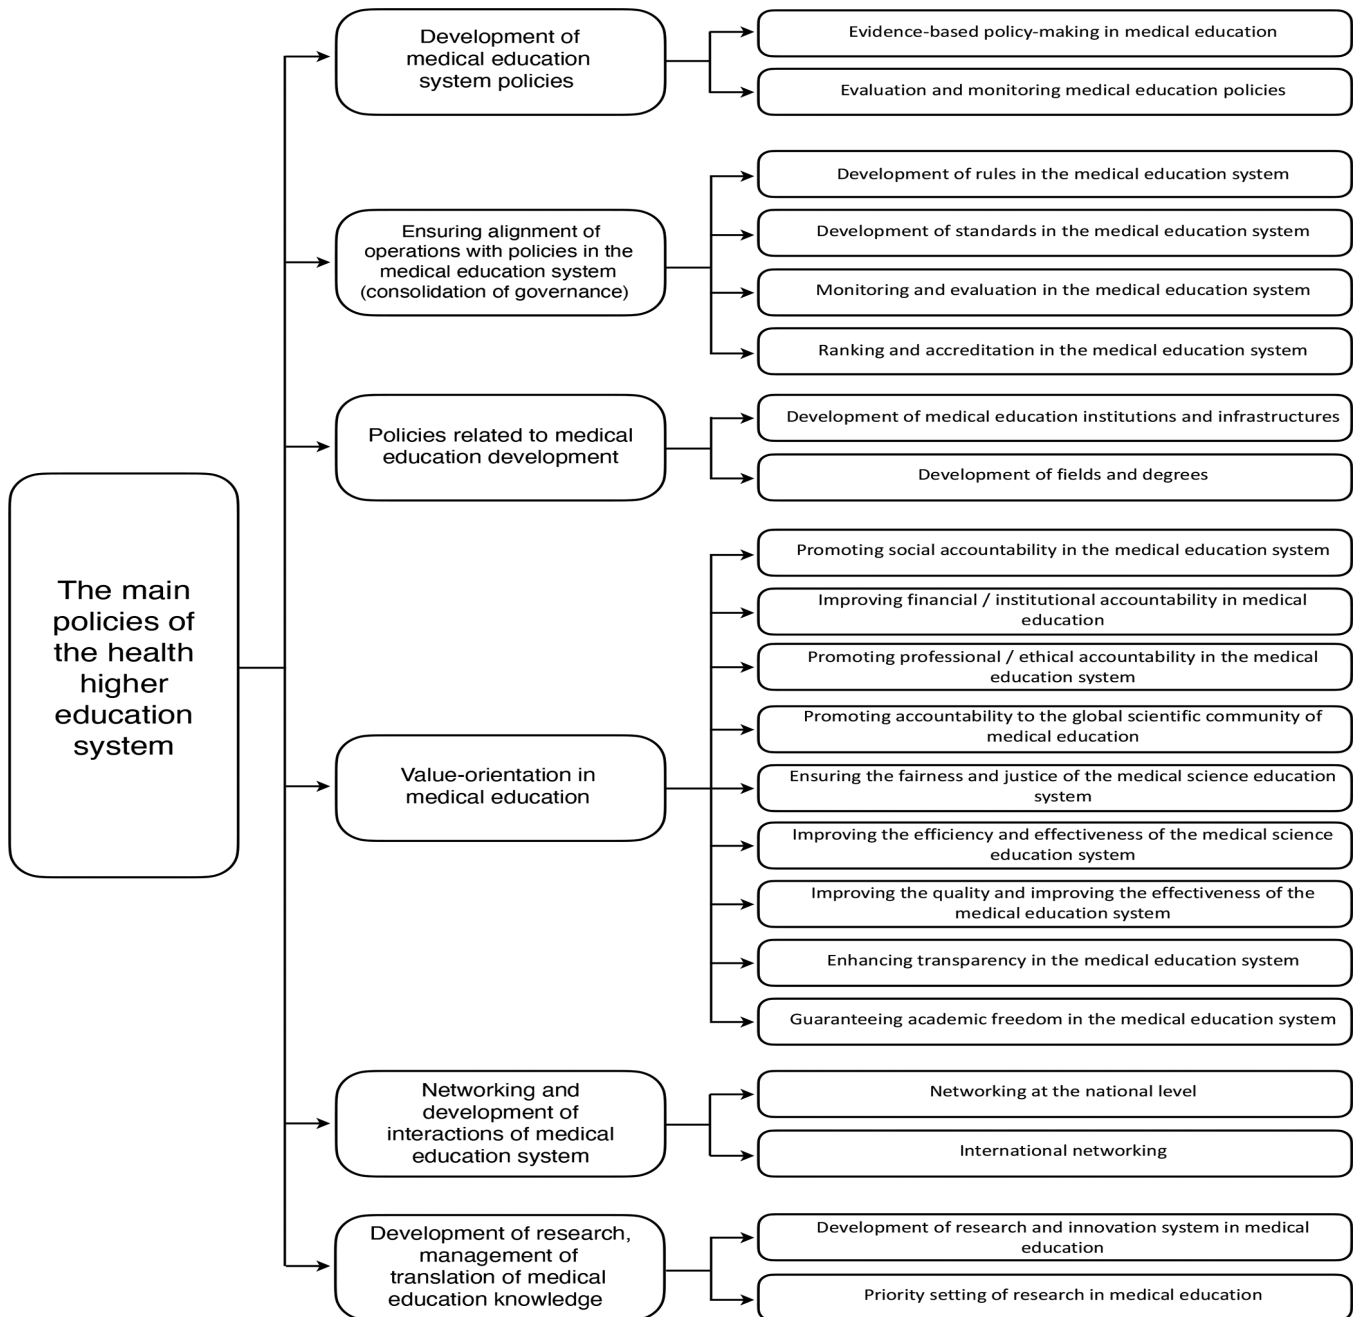 The main
policies of
the health
higher
education
system
Development of
medical education
system policies
Evidence-based policy-making in medical education
Evaluation and monitoring medical education policies
Ensuring alignment of
operations with policies in the
medical education system
(consolidation of governance)
Development of rules in the medical education system
Development of standards in the medical education system
Monitoring and evaluation in the medical education system
Ranking and accreditation in the medical education system
Policies related to medical
education development
Development of medical education institutions and infrastructures
Development of fields and degrees
Value-orientation in
medical education
Promoting social accountability in the medical education system
Improving financial / institutional accountability in medical
education
Promoting professional / ethical accountability in the medical
education system
Promoting accountability to the global scientific community of
medical education
Ensuring the fairness and justice of the medical science education
system
Improving the efficiency and effectiveness of the medical science
education system
Improving the quality and improving the effectiveness of the
medical education system
Enhancing transparency in the medical education system
Guaranteeing academic freedom in the medical education system
Networking and
development of
interactions of medical
education system
Networking at the national level
International networking
Development of research,
management of
translation of medical
education knowledge
Development of research and innovation system in medical
education
Priority setting of research in medical education